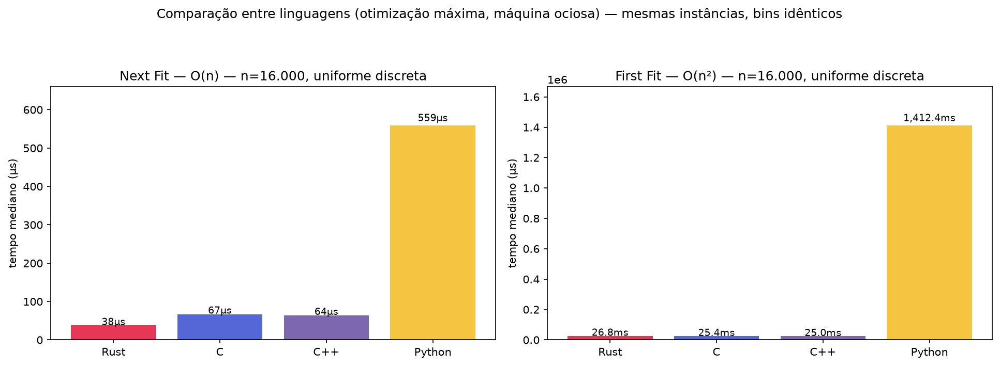 Comparação entre linguagens (otimização máxima, máquina ociosa) — mesmas instâncias, bins idênticos
Next Fit — O(n) — n=16.000, uniforme discreta
tempo mediano (µs)
600
500
400
300
200
100
0
38µs
67µs
64µs
559µs
Rust
C
C++
Python
First Fit — O(n²) — n=16.000, uniforme discreta
1e6
tempo mediano (µs)
1.6
1.4
1.2
1.0
0.8
0.6
0.4
0.2
0.0
26.8ms
25.4ms
25.0ms
1,412.4ms
Rust
C
C++
Python